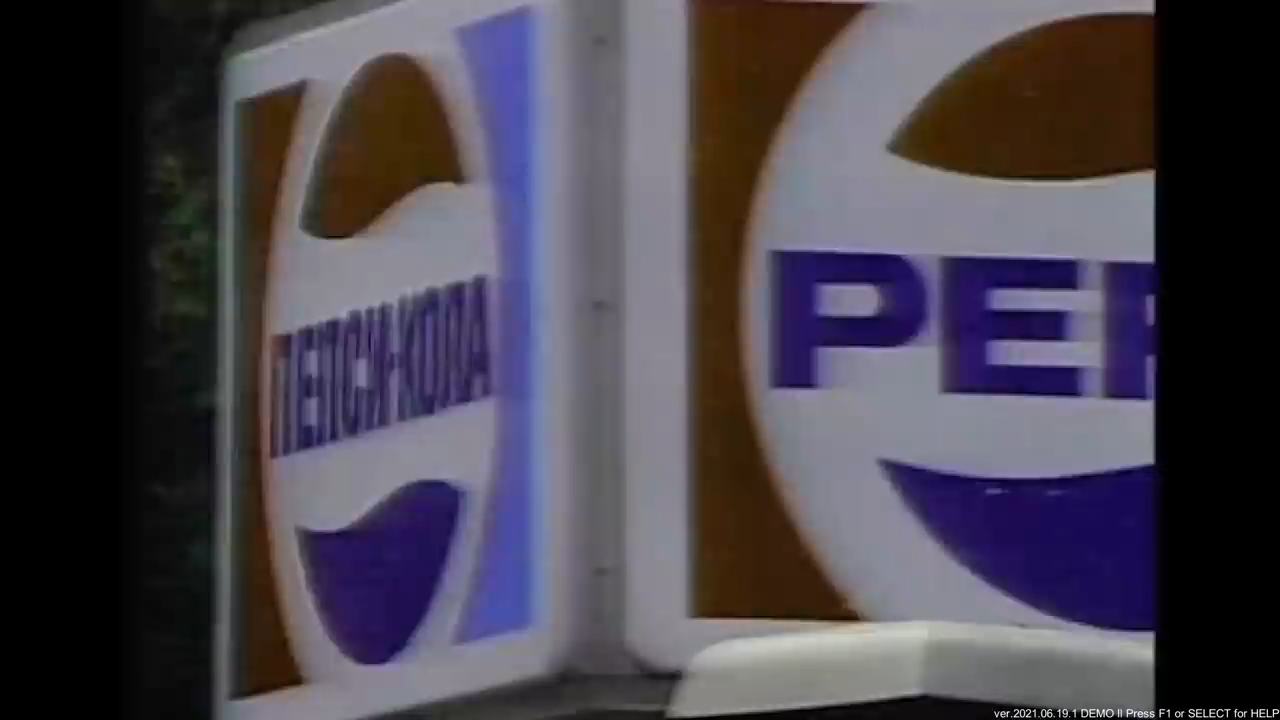 ПЕПСИ-КОЛА
PEP
ver.2021.06.19.1 DEMO II Press F1 or SELECT for HELP